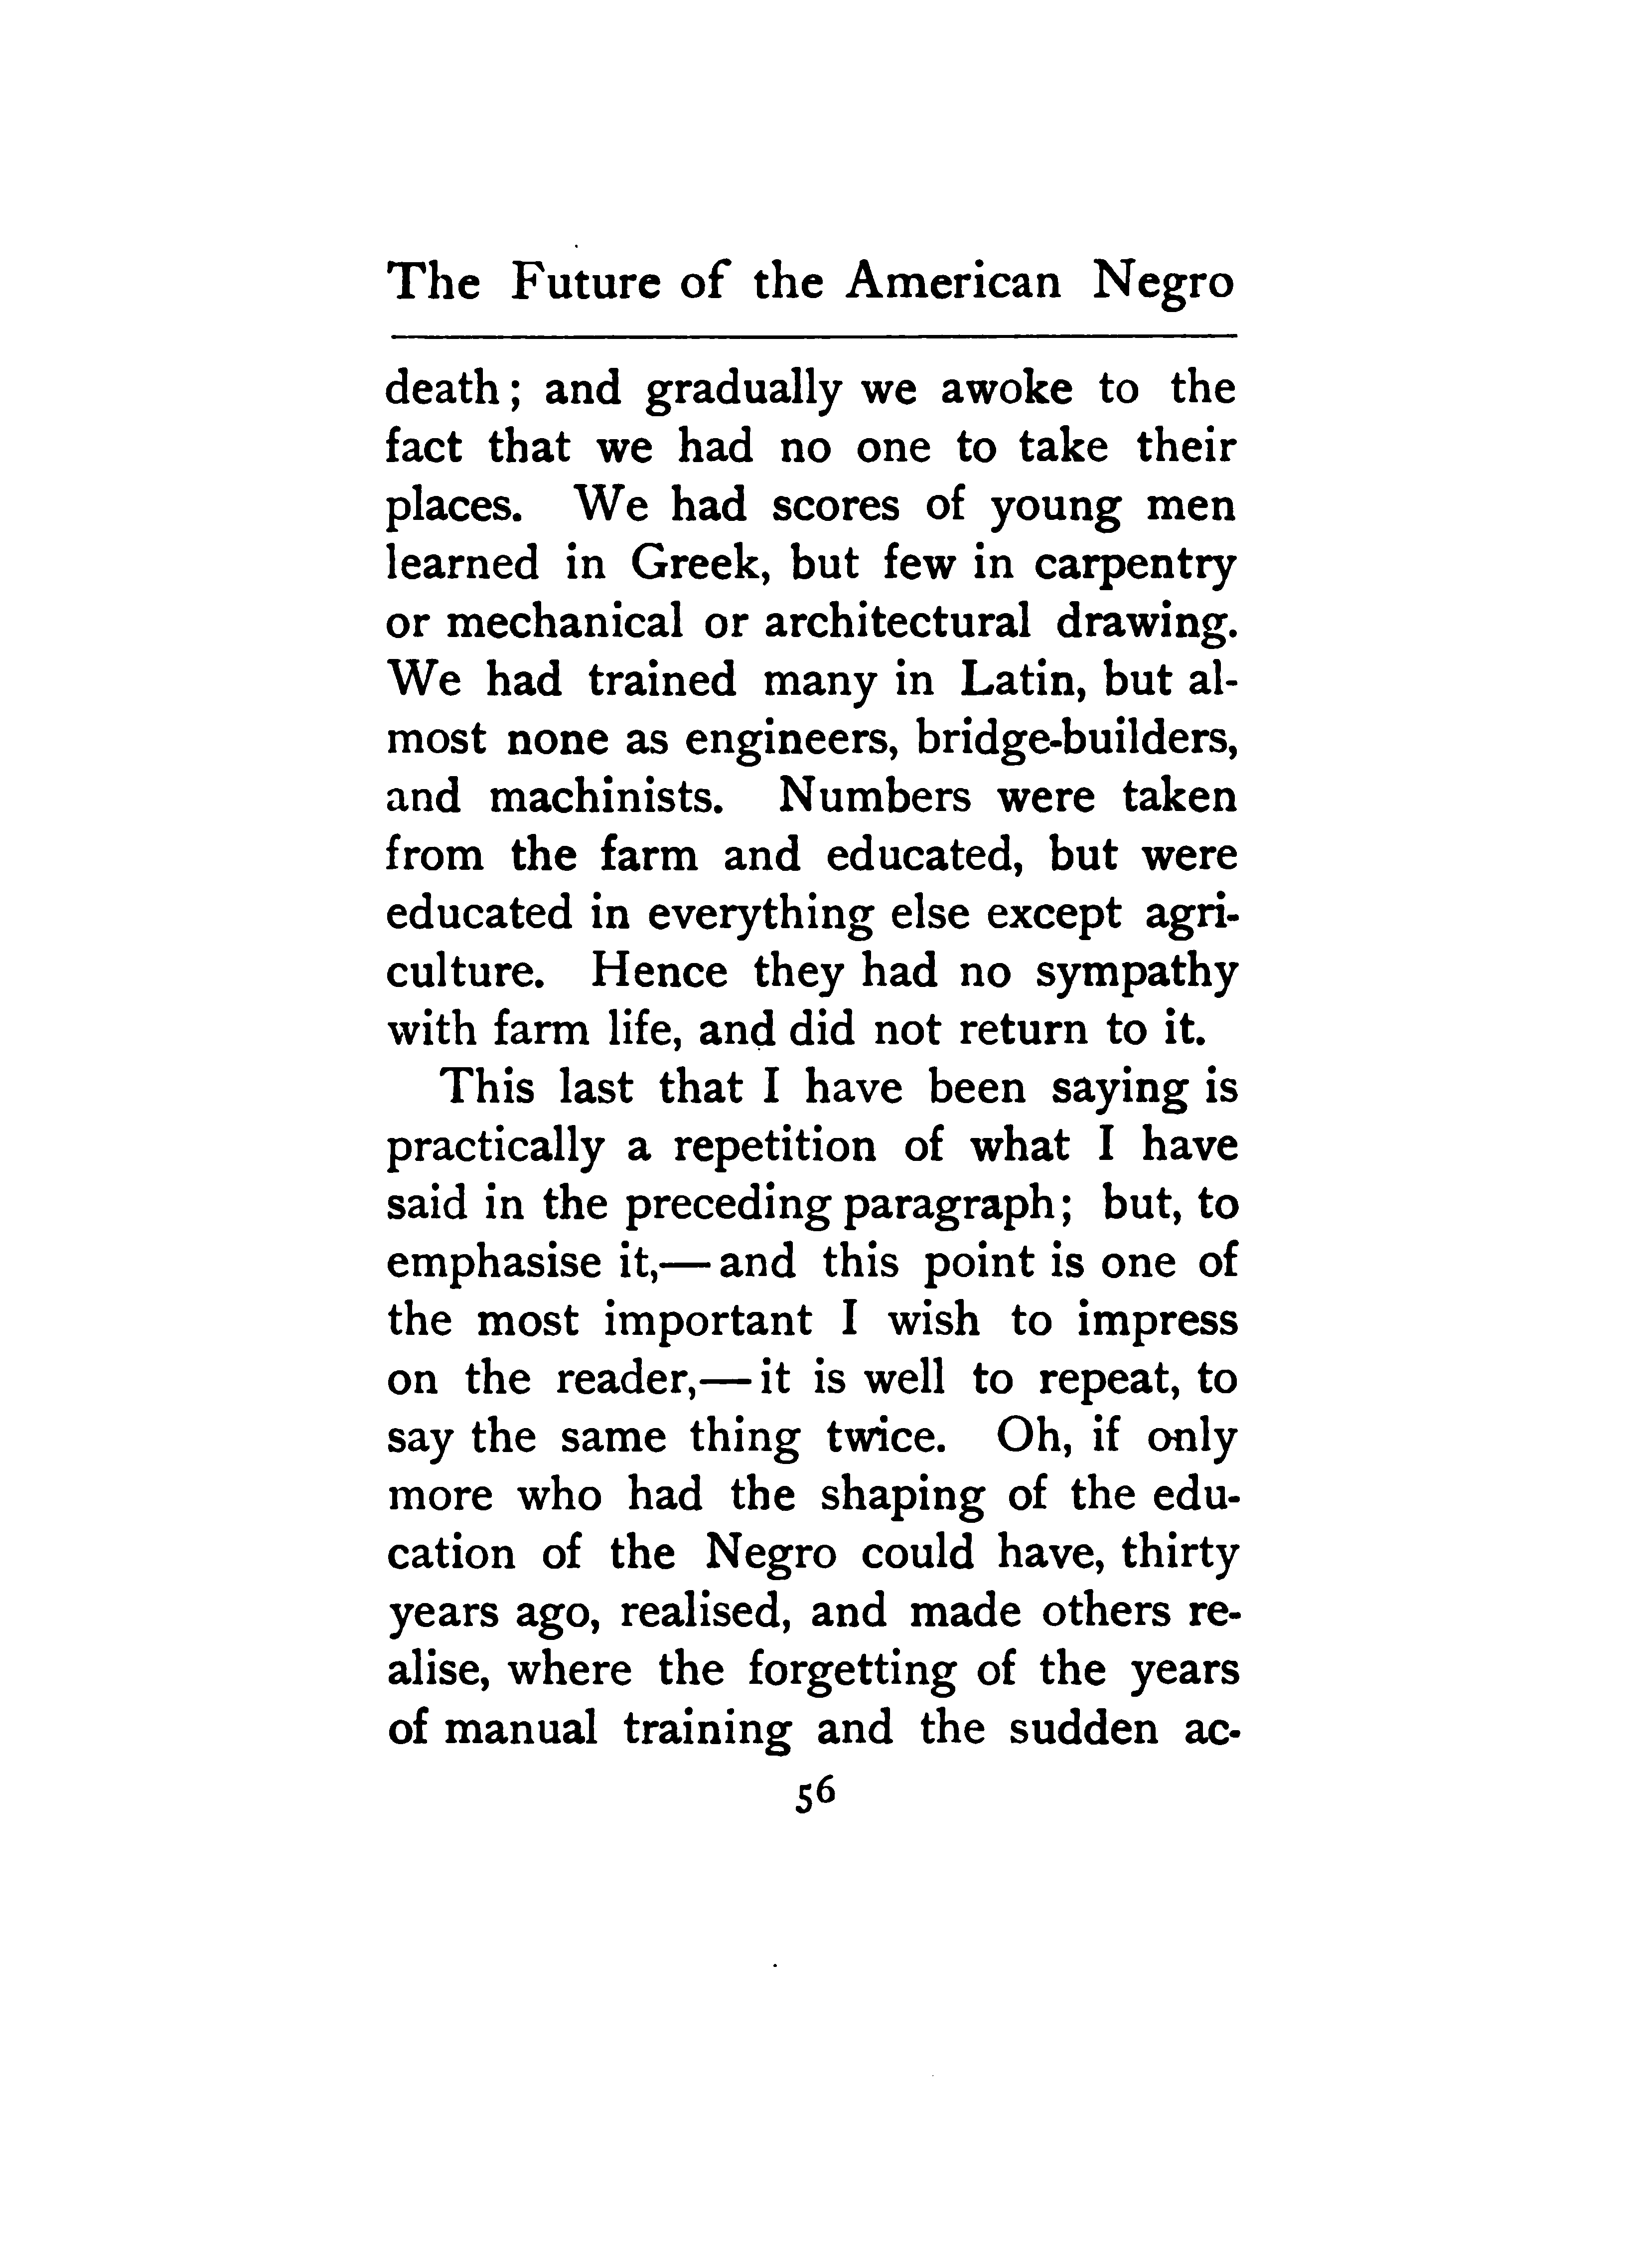 The Future of the American Negro
death; and gradually we awoke to the
fact that we had no one to take their
places. We had scores of young men
learned in Greek, but few in carpentry
or mechanical or architectural drawing.
We had trained many in Latin, but al-
most none as engineers, bridge-builders,
and machinists. Numbers were taken
from the farm and educated, but were
educated in everything else except agri-
culture. Hence they had no sympathy
with farm life, and did not return to it.
This last that I have been saying is
practically a repetition of what I have
said in the preceding paragraph; but, to
emphasise it,—and this point is one of
the most important I wish to impress
on the reader,—it is well to repeat, to
say the same thing twice. Oh, if only
more who had the shaping of the edu-
cation of the Negro could have, thirty
years ago, realised, and made others re-
alise, where the forgetting of the years
of manual training and the sudden ac-
56